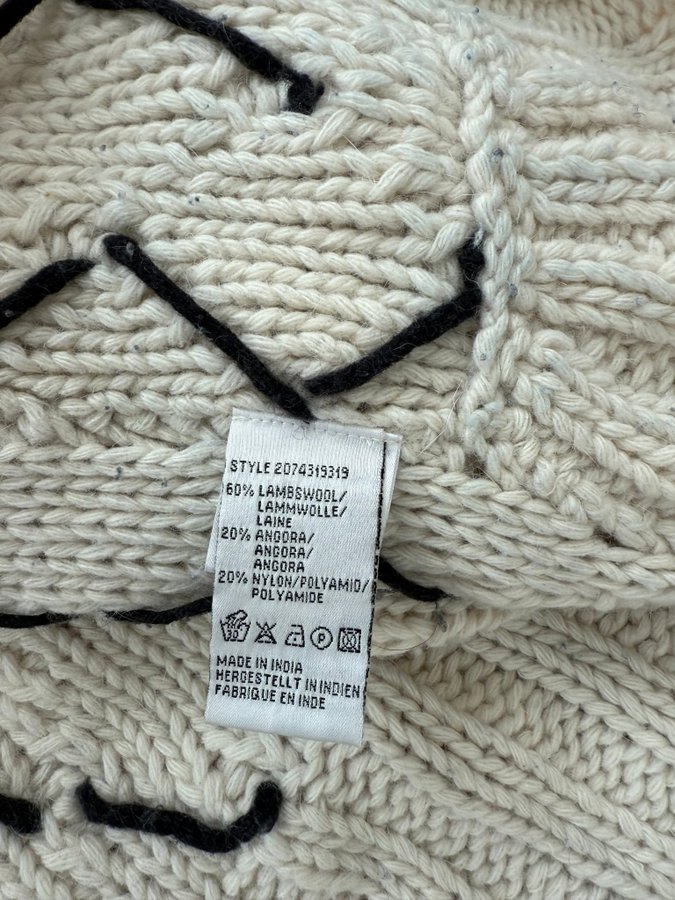 STYLE 2074319319
60% LAMBSWOOL/
LAMMWOLLE/
LAINE
20% ANGORA/
ANGORA/
ANGORA
20% NYLON/POLYAMID/
POLYAMIDE
30
P
MADE IN INDIA
HERGESTELLT IN INDIEN
FABRIQUE EN INDE